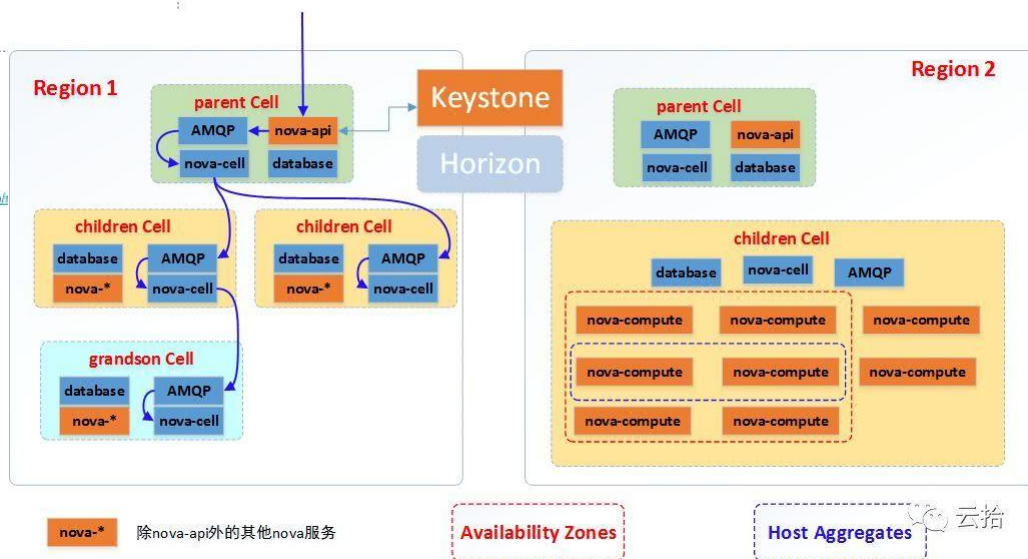 Region 1
parent Cell
AMQP
nova-api
nova-cell
database
Keystone
Horizon
children Cell
database
AMQP
nova-*
nova-cell
children Cell
database
AMQP
nova-*
nova-cell
grandson Cell
database
AMQP
nova-*
nova-cell
Region 2
parent Cell
AMQP
nova-api
nova-cell
database
children Cell
database
nova-cell
AMQP
nova-compute
nova-compute
nova-compute
nova-compute
nova-compute
nova-compute
nova-compute
nova-compute
nova-*
除nova-api外的其他nova服务
Availability Zones
Host Aggregates
云拾